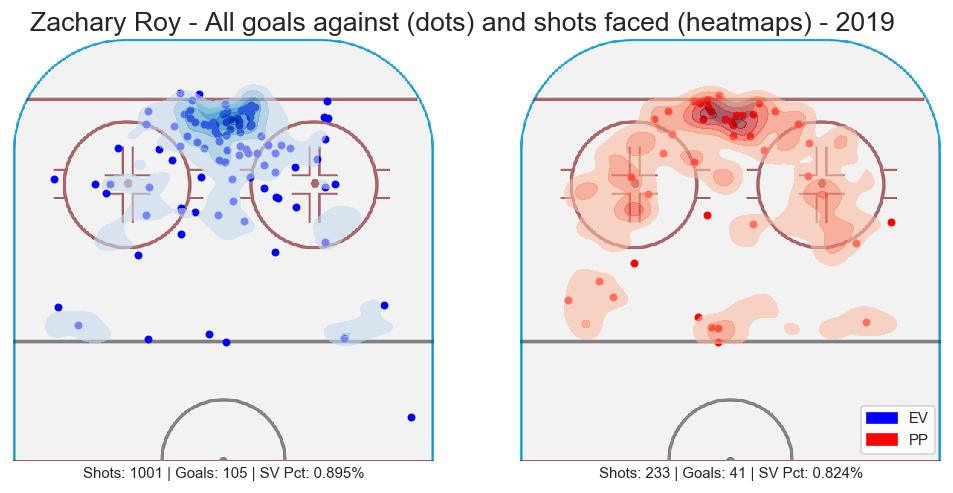 Zachary Roy - All goals against (dots) and shots faced (heatmaps) - 2019
EV
PP
Shots: 1001 | Goals: 105 | SV Pct: 0.895%
Shots: 233 | Goals: 41 | SV Pct: 0.824%